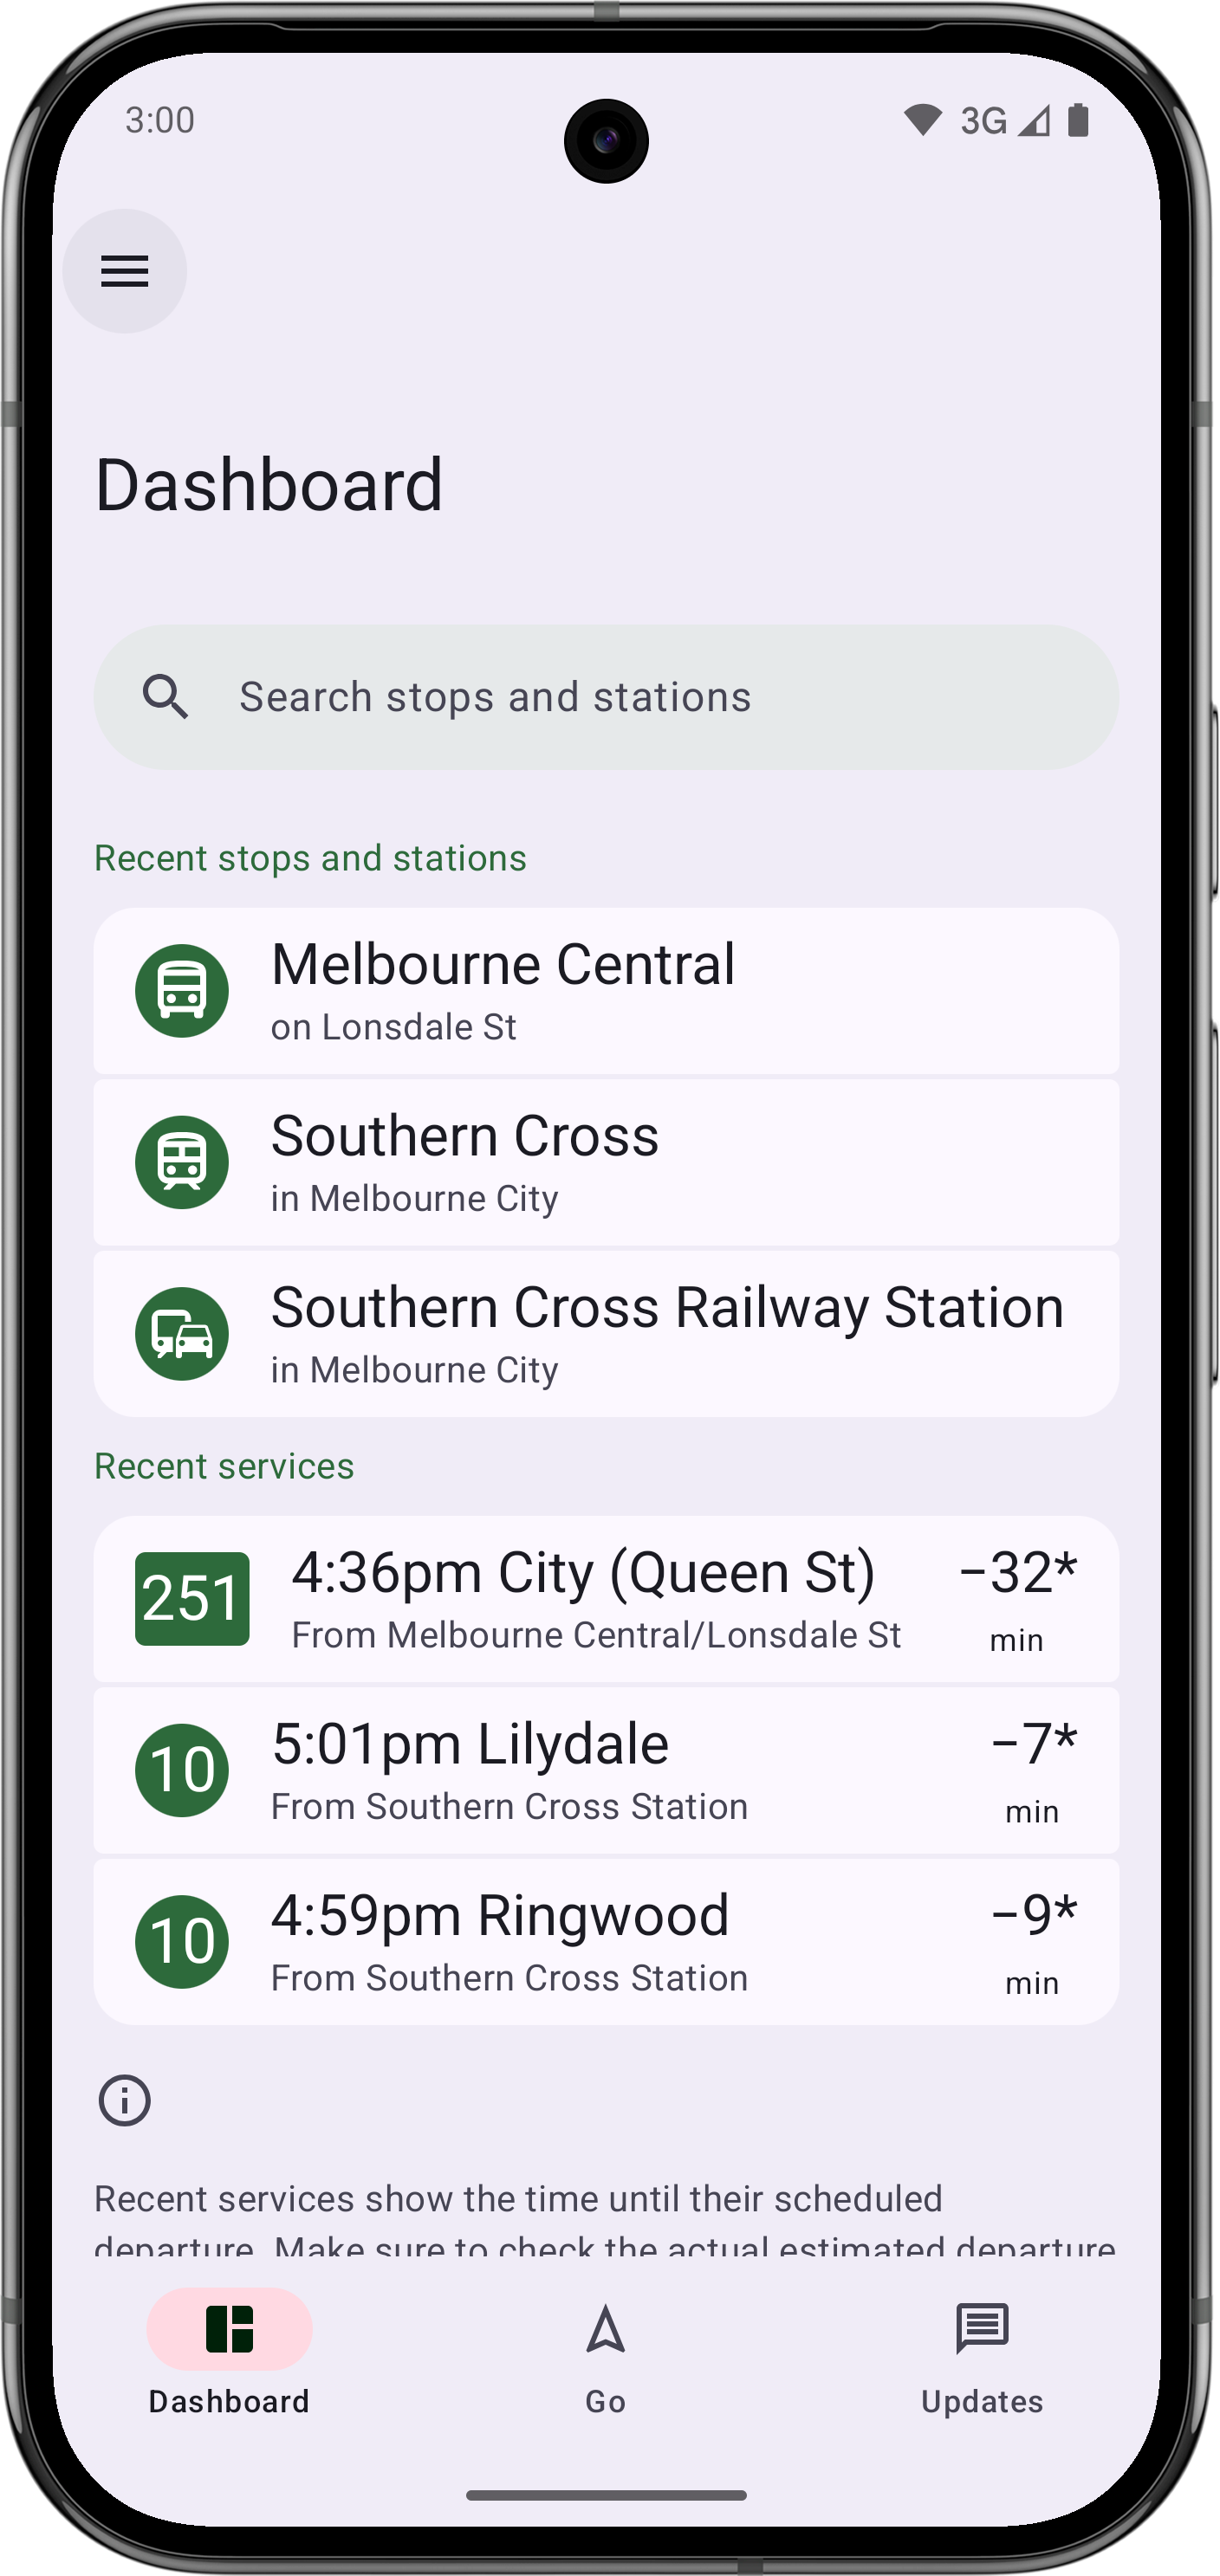 3:00
3G
Dashboard
Search stops and stations
Recent stops and stations
Melbourne Central
on Lonsdale St
Southern Cross
in Melbourne City
Southern Cross Railway Station
in Melbourne City
Recent services
251
4:36pm City (Queen St)
From Melbourne Central/Lonsdale St
−32*
min
10
5:01pm Lilydale
From Southern Cross Station
−7*
min
10
4:59pm Ringwood
From Southern Cross Station
−9*
min
Recent services show the time until their scheduled
departure. Make sure to check the actual estimated departure
Dashboard
Go
Updates